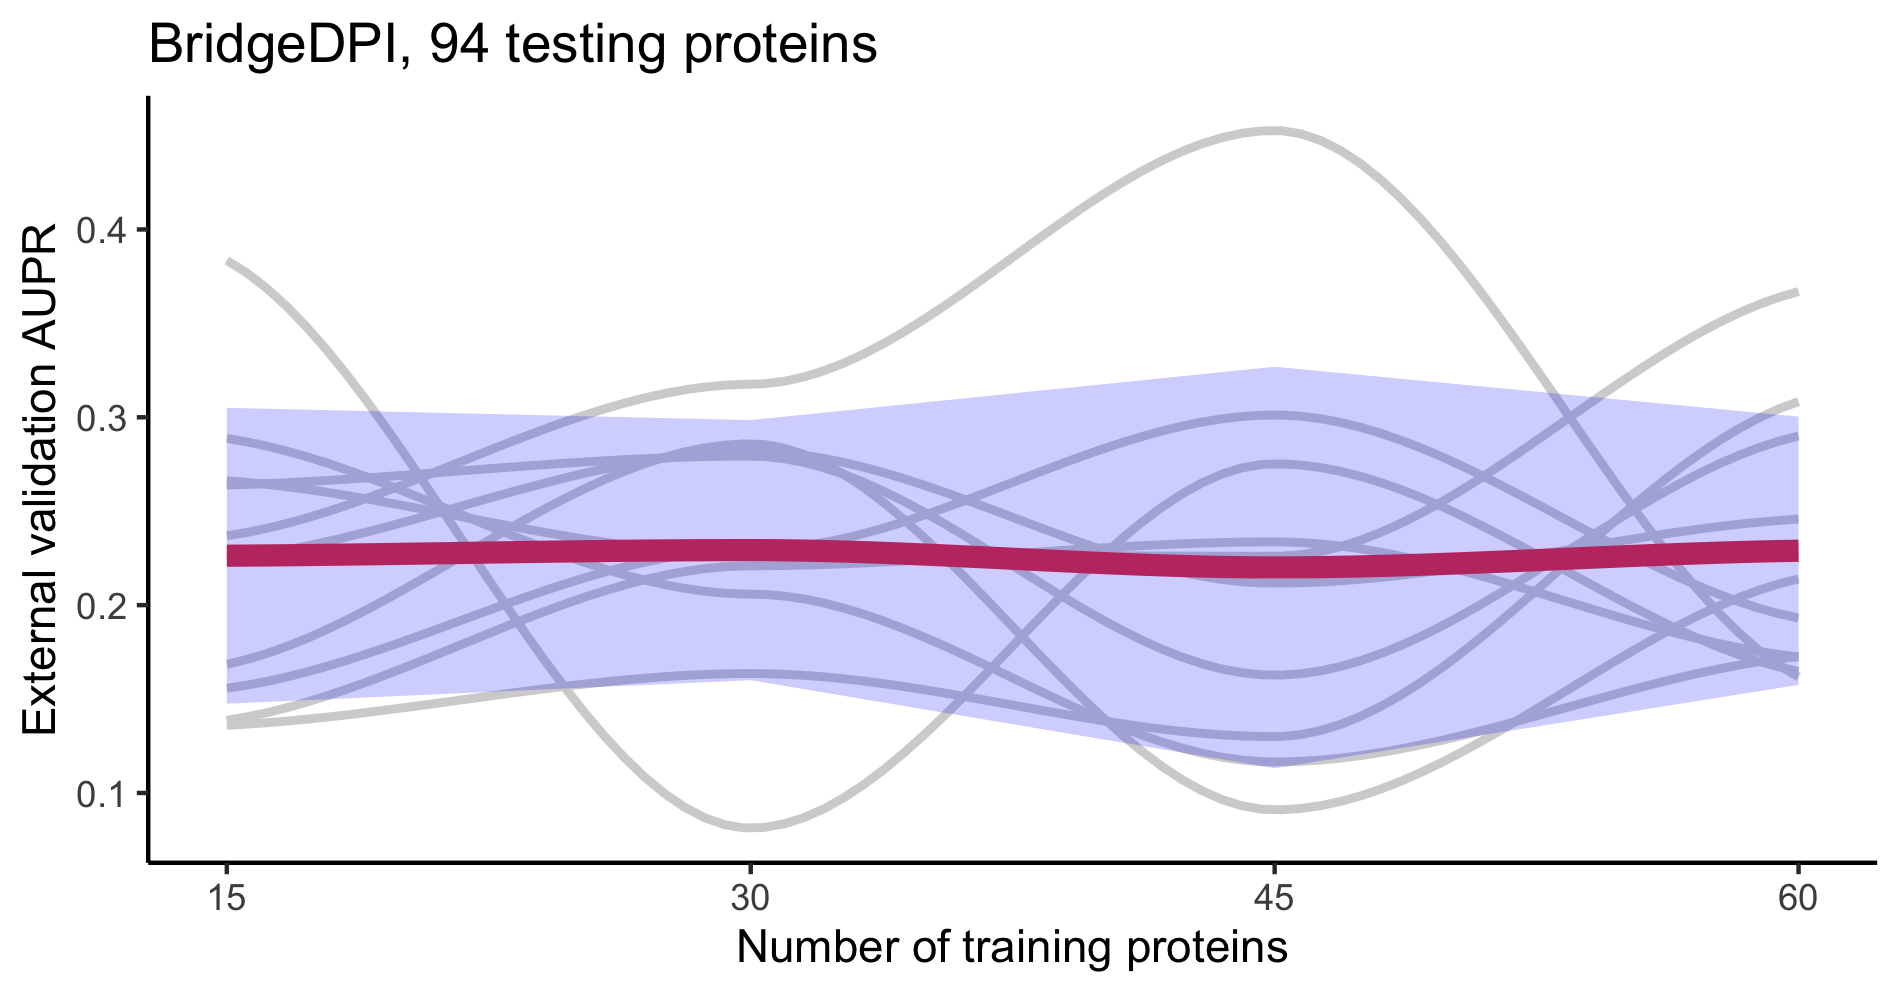 BridgeDPI, 94 testing proteins
External validation AUPR
0.4
0.3
0.2
0.1
15 30 45 60
Number of training proteins